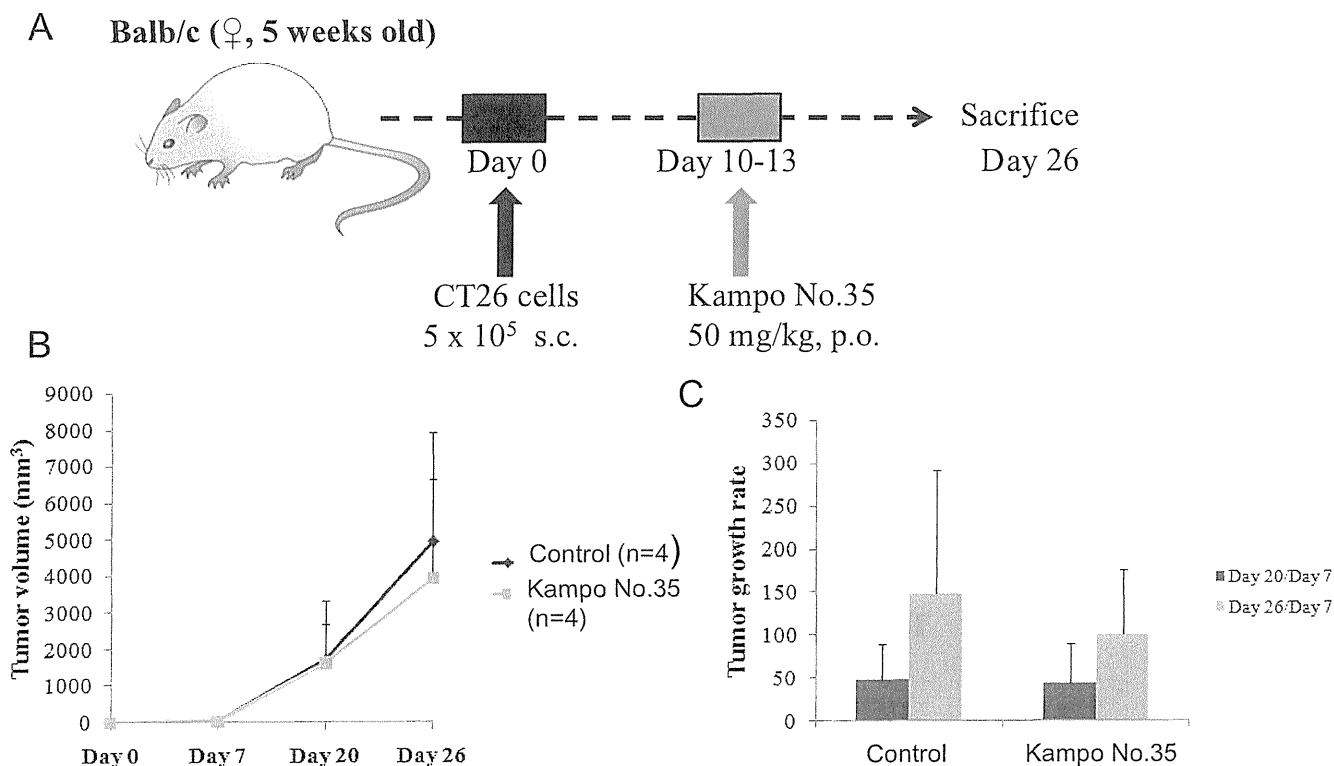 A
Balb/c (♀, 5 weeks old)
Day 0
Day 10-13
Sacrifice
Day 26
CT26 cells
5 x 10⁵ s.c.
Kampo No.35
50 mg/kg, p.o.
B
Tumor volume (mm³)
9000
8000
7000
6000
5000
4000
3000
2000
1000
0
Day 0
Day 7
Day 20
Day 26
Control (n=4)
Kampo No.35
(n=4)
C
Tumor growth rate
350
300
250
200
150
100
50
0
Control
Kampo No.35
Day 20/Day 7
Day 26/Day 7